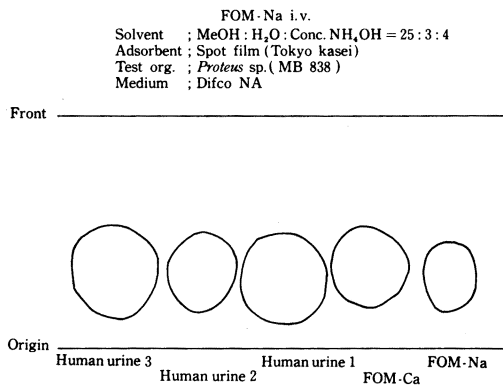 FOM-Na i.v.
Solvent ; MeOH : H₂O : Conc. NH₄OH = 25 : 3 : 4
Adsorbent ; Spot film (Tokyo kasei)
Test org. ; Proteus sp. ( MB 838 )
Medium ; Difco NA
Front
Origin
Human urine 3
Human urine 2
Human urine 1
FOM-Ca
FOM-Na